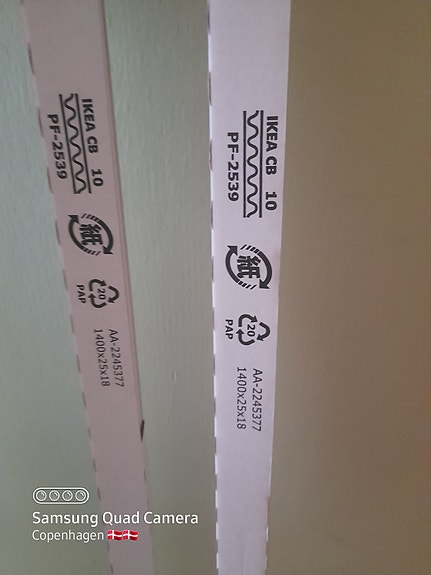 IKEA CB 10
PF-2539
紙
20
PAP
AA-2245377
1400x25x18
IKEA CB 10
PF-2539
紙
20
PAP
AA-2245377
1400x25x18
Samsung Quad Camera
Copenhagen 🇩🇰🇩🇰